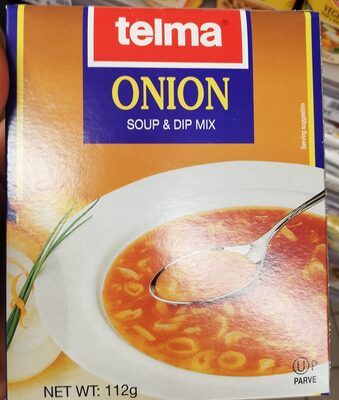 telma
ONION
SOUP & DIP MIX
Serving suggestion
U P
PARVE
NET WT: 112g